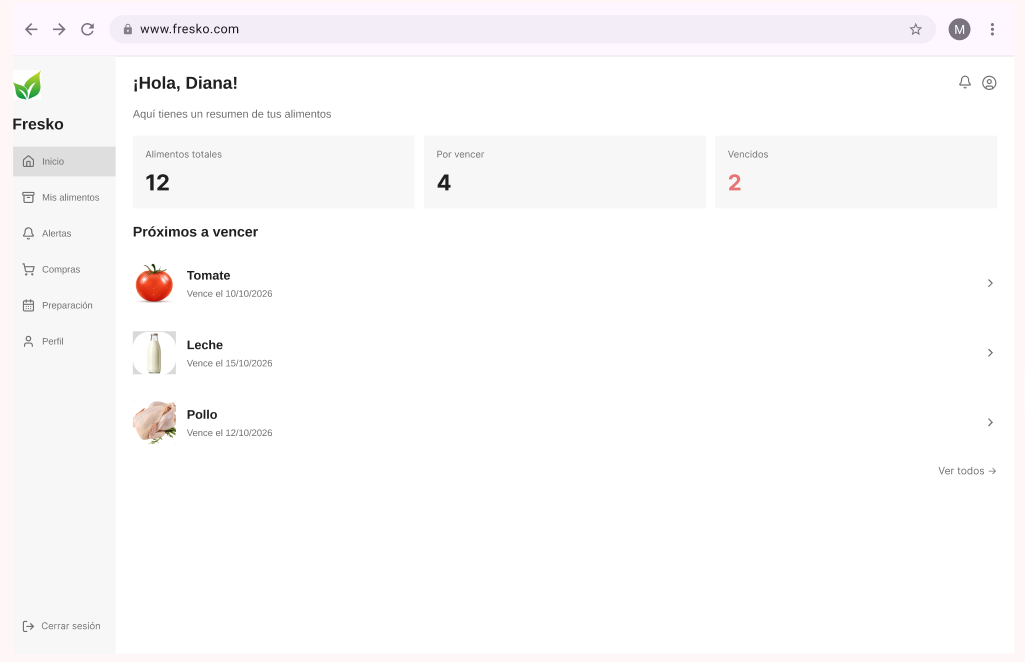 www.fresko.com
M
Fresko
Inicio
Mis alimentos
Alertas
Compras
Preparación
Perfil
Cerrar sesión
¡Hola, Diana!
Aquí tienes un resumen de tus alimentos
Alimentos totales
12
Por vencer
4
Vencidos
2
Próximos a vencer
Tomate
Vence el 10/10/2026
Leche
Vence el 15/10/2026
Pollo
Vence el 12/10/2026
Ver todos →